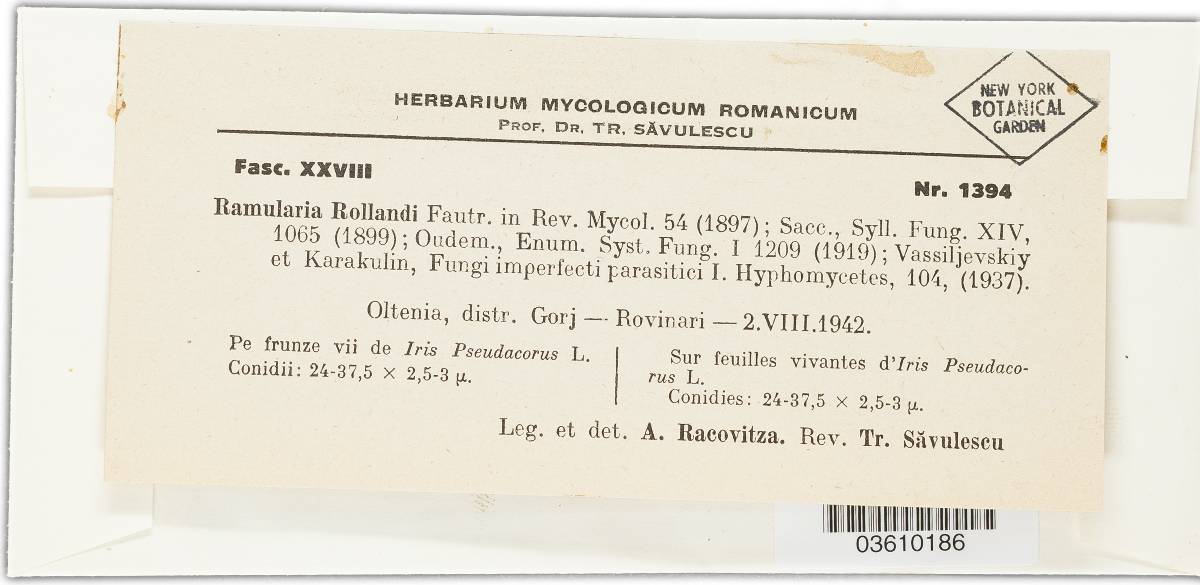 HERBARIUM MYCOLOGICUM ROMANICUM
PROF. DR. TR. SĂVULESCU
NEW YORK
BOTANICAL
GARDEN
Fasc. XXVIII
Nr. 1394
Ramularia Rollandi Fautr. in Rev. Mycol. 54 (1897); Sacc., Syll. Fung. XIV,
1065 (1899); Oudem., Enum. Syst. Fung. I 1209 (1919); Vassiljevskiy
et Karakulin, Fungi imperfecti parasitici I. Hyphomycetes, 104, (1937).
Oltenia, distr. Gorj — Rovinari — 2.VIII.1942.
Pe frunze vii de Iris Pseudacorus L.
Conidii: 24-37,5 × 2,5-3 μ.
Sur feuilles vivantes d'Iris Pseudaco-
rus L.
Conidies: 24-37,5 × 2,5-3 μ.
Leg. et det. A. Racovitza. Rev. Tr. Săvulescu
03610186